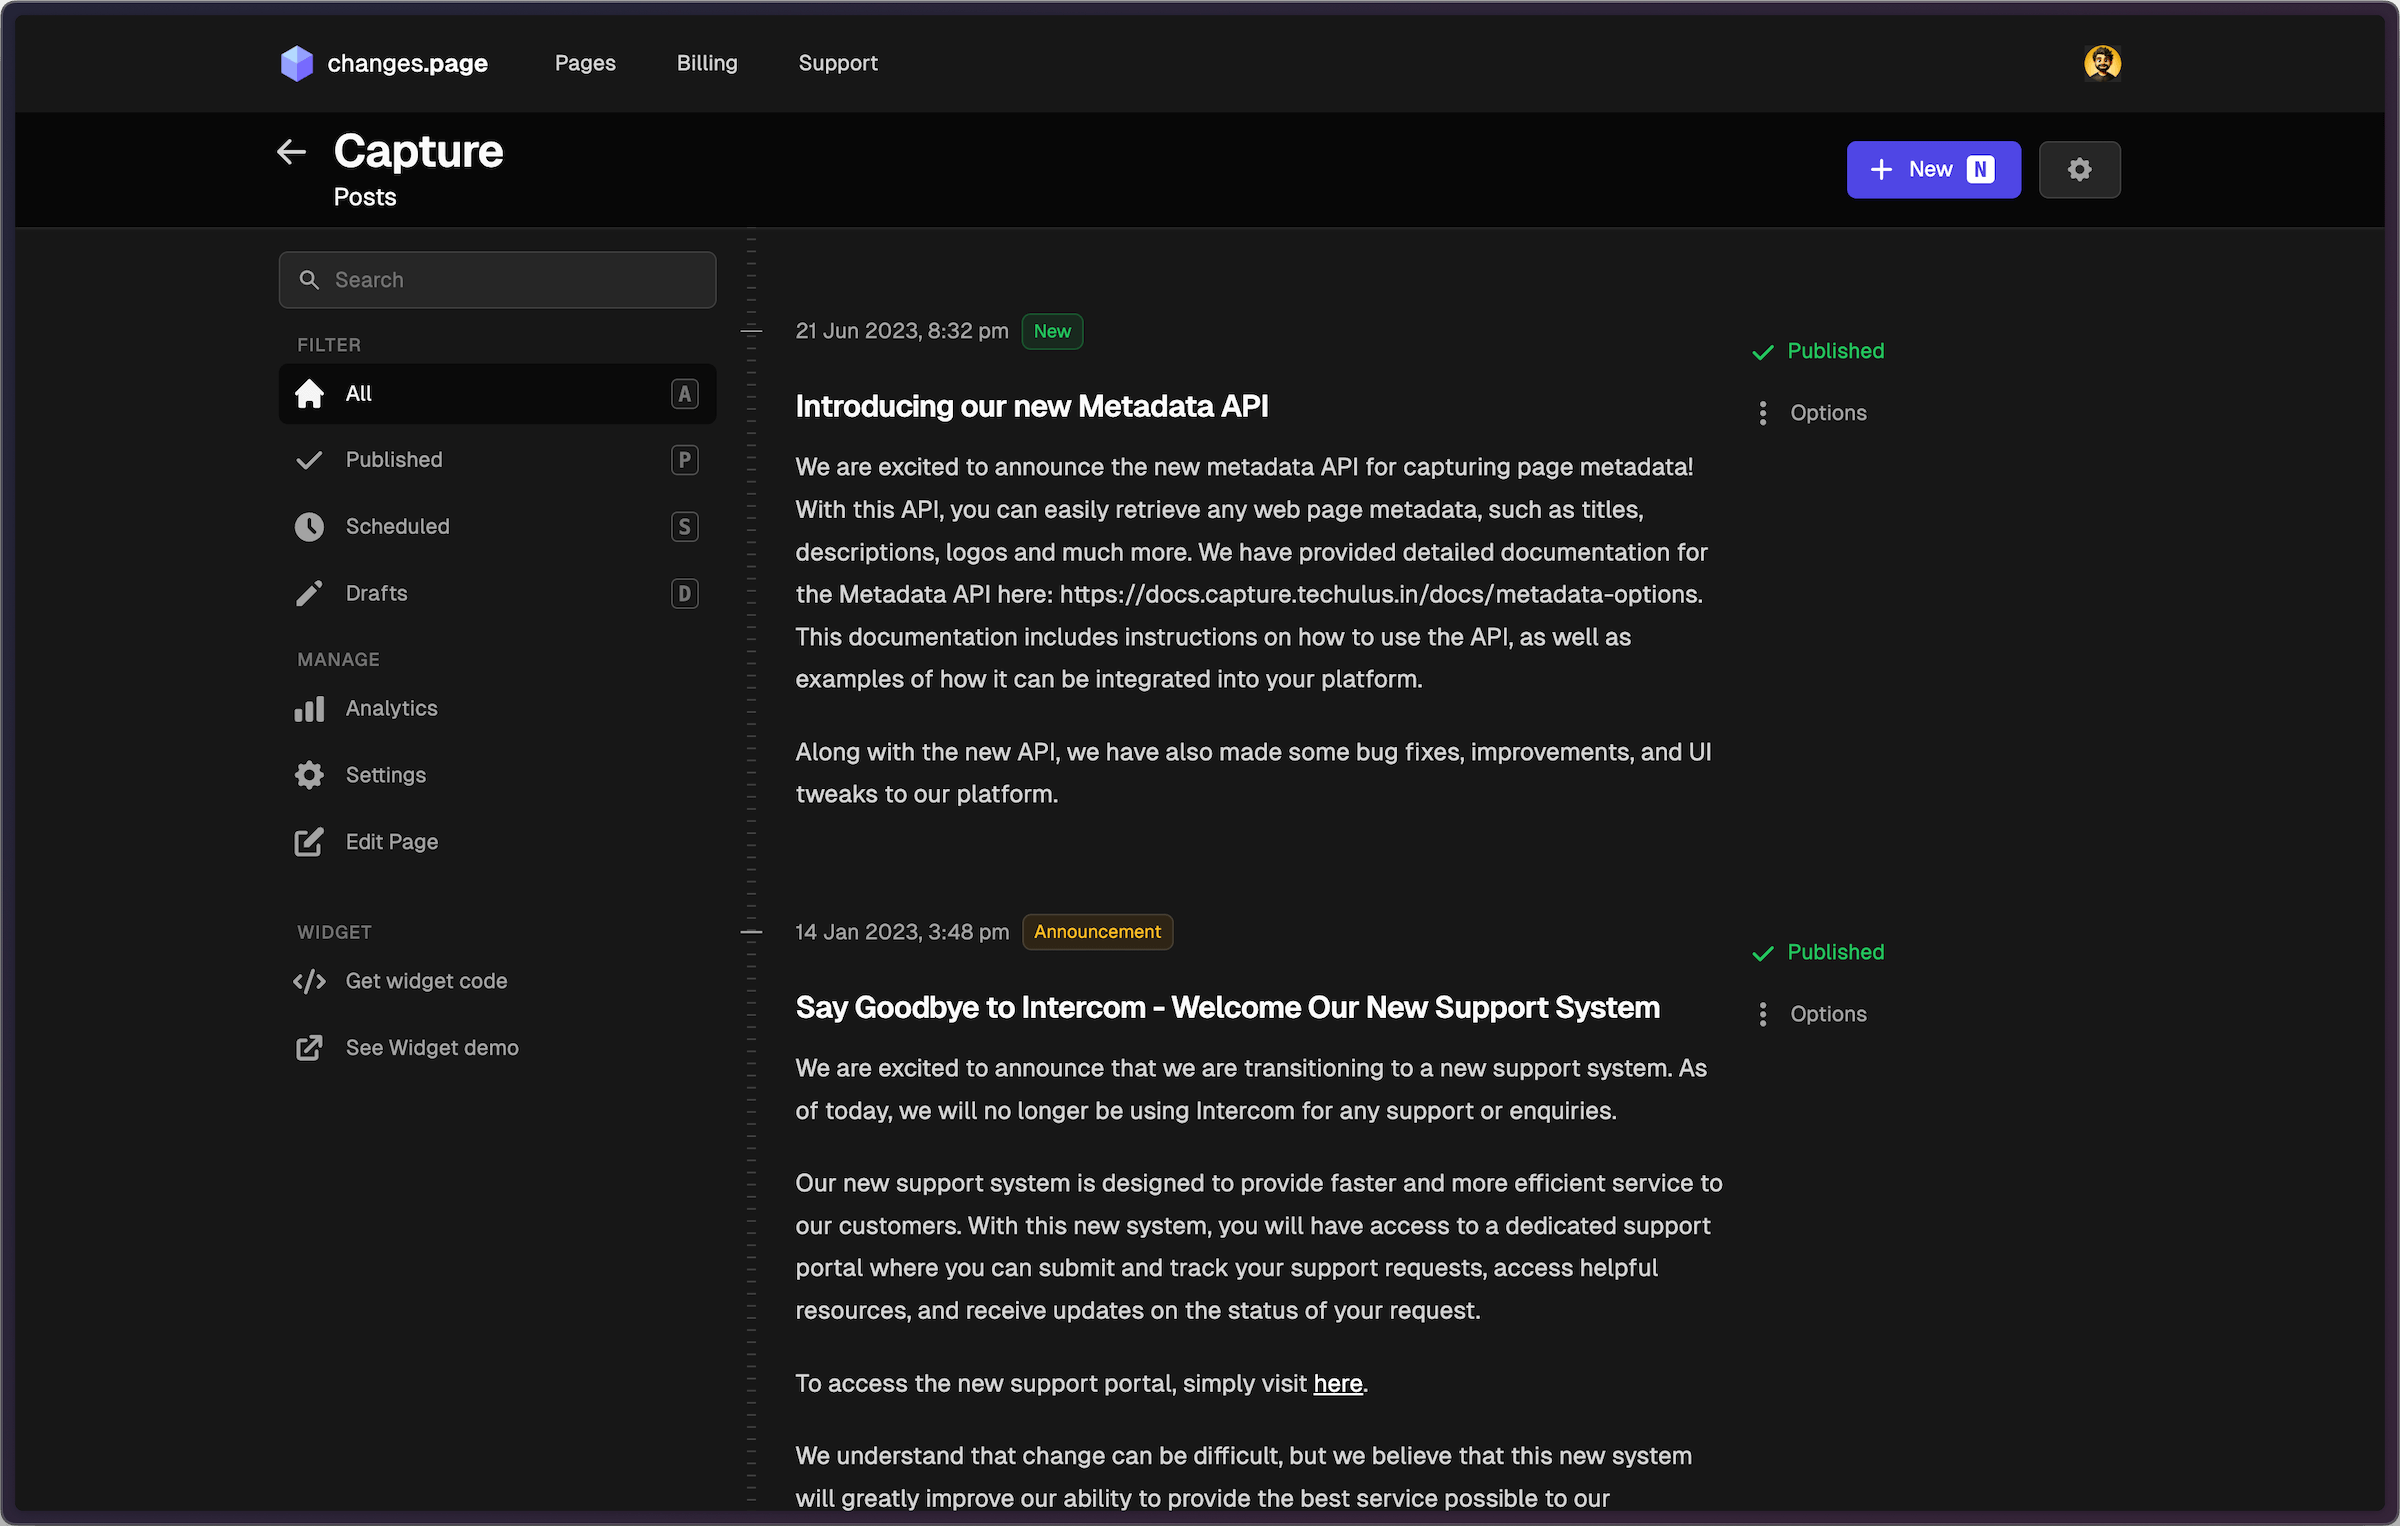 changes.page
Pages
Billing
Support
Capture
Posts
New N
Search
FILTER
All A
Published P
Scheduled S
Drafts D
MANAGE
Analytics
Settings
Edit Page
WIDGET
Get widget code
See Widget demo
21 Jun 2023, 8:32 pm New
Published
Options
Introducing our new Metadata API
We are excited to announce the new metadata API for capturing page metadata!
With this API, you can easily retrieve any web page metadata, such as titles,
descriptions, logos and much more. We have provided detailed documentation for
the Metadata API here: https://docs.capture.techulus.in/docs/metadata-options.
This documentation includes instructions on how to use the API, as well as
examples of how it can be integrated into your platform.
Along with the new API, we have also made some bug fixes, improvements, and UI
tweaks to our platform.
14 Jan 2023, 3:48 pm Announcement
Published
Options
Say Goodbye to Intercom - Welcome Our New Support System
We are excited to announce that we are transitioning to a new support system. As
of today, we will no longer be using Intercom for any support or enquiries.
Our new support system is designed to provide faster and more efficient service to
our customers. With this new system, you will have access to a dedicated support
portal where you can submit and track your support requests, access helpful
resources, and receive updates on the status of your request.
To access the new support portal, simply visit here.
We understand that change can be difficult, but we believe that this new system
will greatly improve our ability to provide the best service possible to our